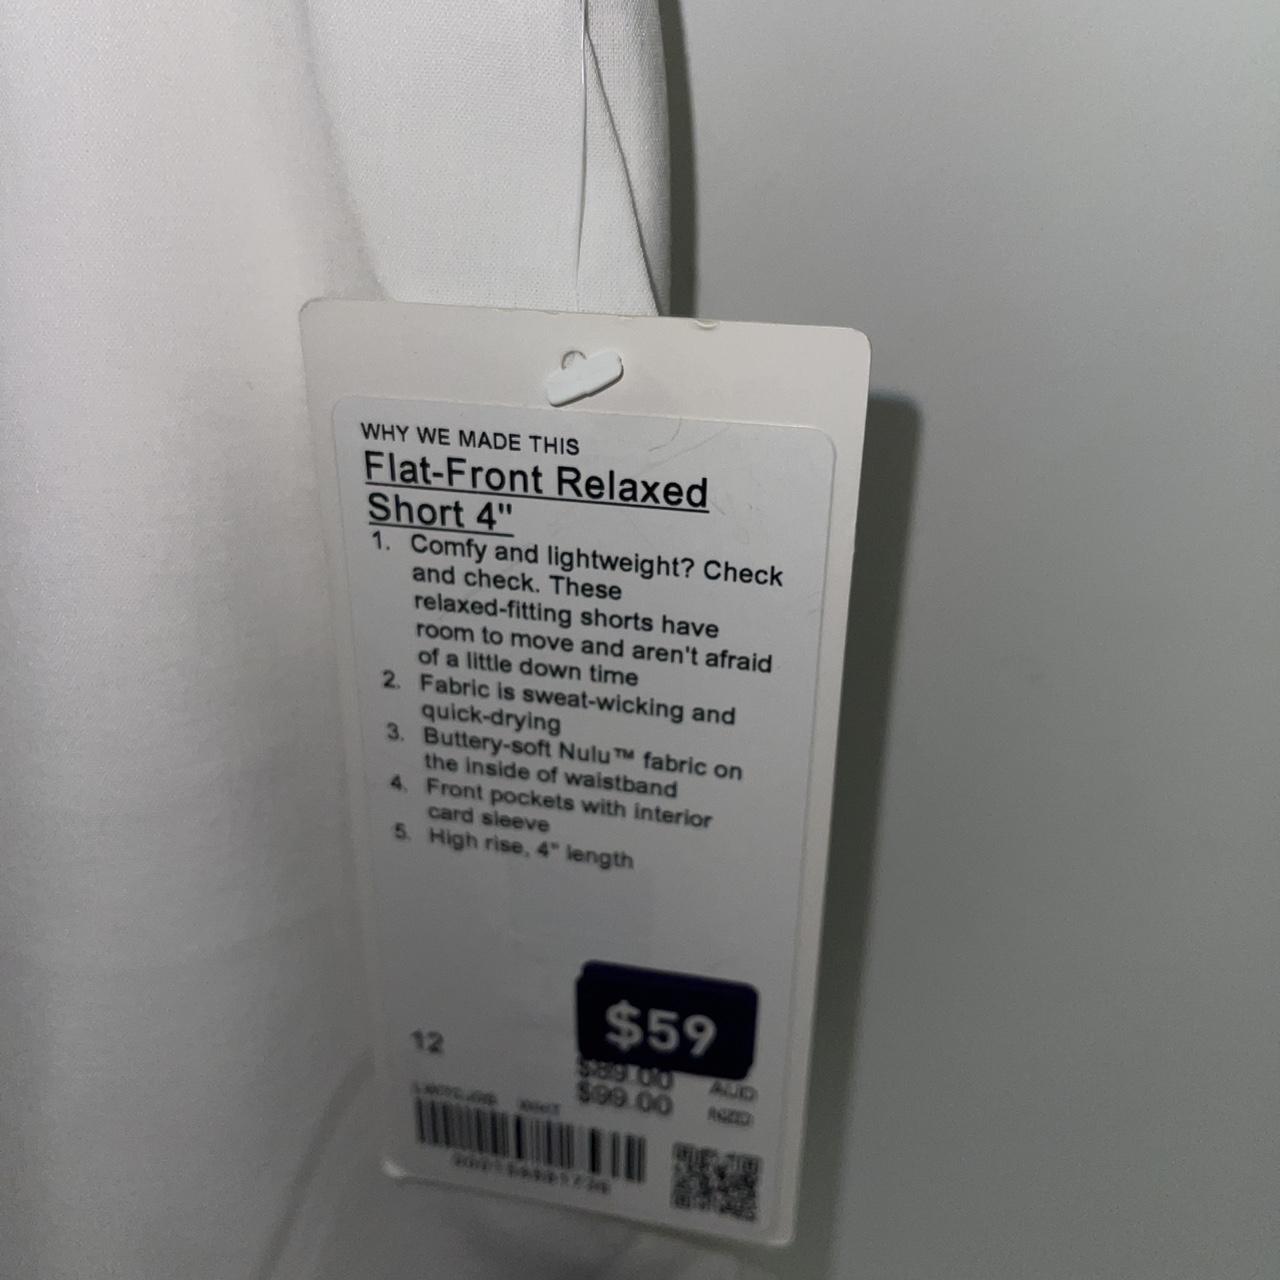 WHY WE MADE THIS
Flat-Front Relaxed
Short 4"
1. Comfy and lightweight? Check
and check. These
relaxed-fitting shorts have
room to move and aren't afraid
of a little down time
2. Fabric is sweat-wicking and
quick-drying
3. Buttery-soft Nulu™ fabric on
the inside of waistband
4. Front pockets with interior
card sleeve
5. High rise, 4" length
$59
12
$89.00 AUD
$99.00 NZD